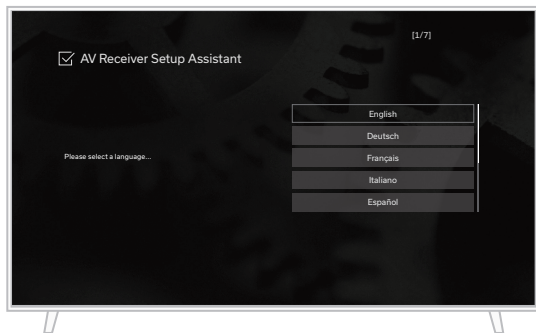 [1/7]
AV Receiver Setup Assistant
English
Deutsch
Please select a language...
Français
Italiano
Español